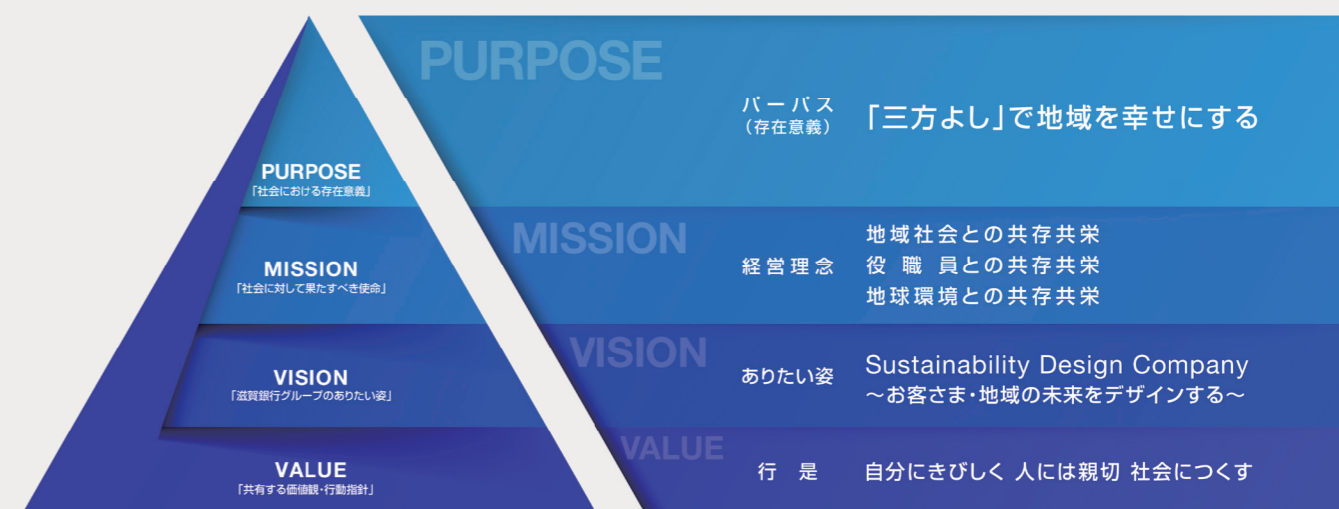 PURPOSE
「社会における存在意義」
MISSION
「社会に対して果たすべき使命」
VISION
「滋賀銀行グループのありたい姿」
VALUE
「共有する価値観・行動指針」
PURPOSE
パーパス
（存在意義）
「三方よし」で地域を幸せにする
MISSION
経営理念
地域社会との共存共栄
役職員との共存共栄
地球環境との共存共栄
VISION
ありたい姿
Sustainability Design Company
～お客さま・地域の未来をデザインする～
VALUE
行是
自分にきびしく 人には親切 社会につくす